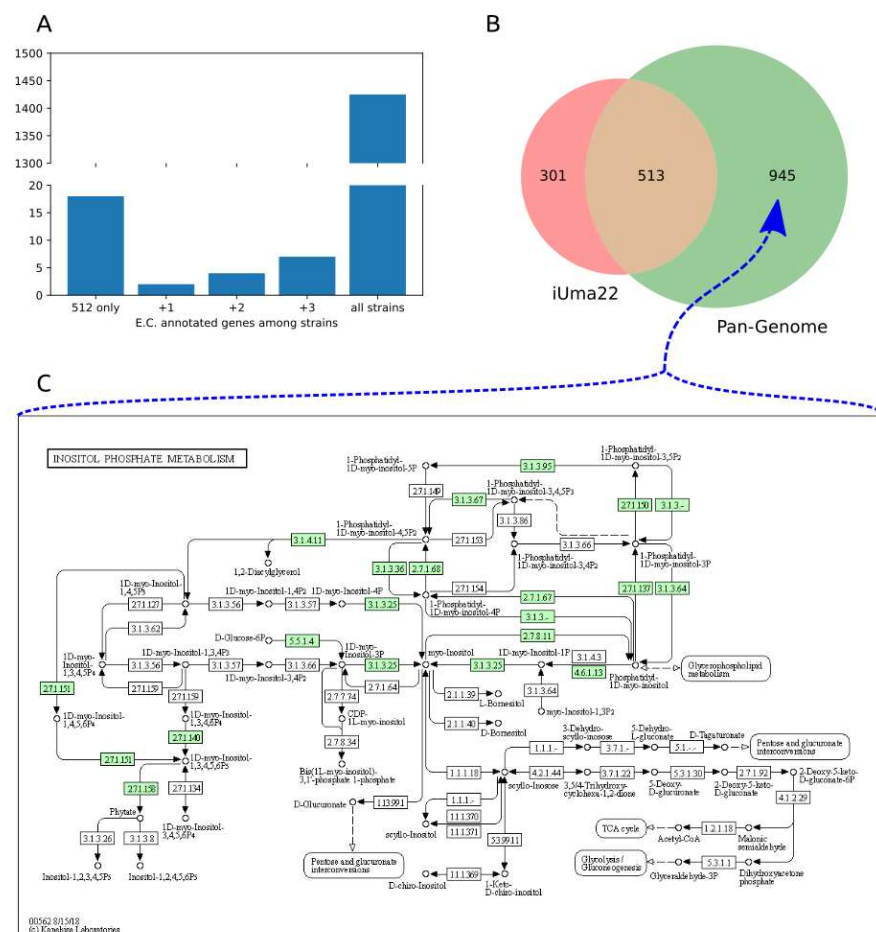 A
1500
1450
1400
1350
1300
20
15
10
5
0
512 only
+1
+2
+3
all strains
E.C. annotated genes among strains
B
301
513
945
iUma22
Pan-Genome
C
INOSITOL PHOSPHATE METABOLISM
1-Phosphatidyl-
1D-myo-inositol-5P
3.1.3.95
1-Phosphatidyl-
1D-myo-inositol-3,5P2
2.7.1.149
1-Phosphatidyl-
1D-myo-inositol-3,4,5P3
3.1.3.67
2.7.1.150
3.1.3.-
3.1.3.86
1-Phosphatidyl-
1D-myo-inositol-4,5P2
3.1.4.11
2.7.1.153
3.1.3.66
1,2-Diacylglycerol
3.1.3.36
2.7.1.68
1-Phosphatidyl-
1D-myo-inositol-3,4P2
1-Phosphatidyl-
1D-myo-inositol-3P
2.7.1.154
2.7.1.137
3.1.3.64
1D-myo-Inositol-
1,4,5P3
1D-myo-Inositol-1,4P2
1D-myo-Inositol-4P
2.7.1.127
3.1.3.56
3.1.3.57
3.1.3.25
1-Phosphatidyl-
1D-myo-inositol-4P
2.7.1.67
3.1.3.-
3.1.3.62
D-Glucose-6P
5.5.1.4
2.7.8.11
1D-myo-
Inositol-
1,3,4,5P4
1D-myo-Inositol-1,3,4P3
1D-myo-
Inositol-3P
myo-Inositol
1D-myo-Inositol-1P
3.1.4.3
3.1.3.56
3.1.3.57
3.1.3.66
3.1.3.25
3.1.3.25
4.6.1.13
Phosphatidyl-
1D-myo-inositol
Glycerophospholipid
metabolism
2.7.1.159
1D-myo-Inositol-3,4P2
2.7.1.64
2.7.1.151
2.7.1.159
2.7.7.74
2.1.1.39
L-Bornesitol
3.1.3.64
myo-Inositol-1,3P2
1D-myo-Inositol-
1,4,5,6P4
1D-myo-Inositol-
1,3,4,6P4
CDP-
1L-myo-inositol
2.1.1.40
D-Bornesitol
2.7.1.140
2.7.8.34
3-Dehydro-
scyllo-inosose
5-Dehydro-
L-gluconate
D-Tagaturonate
2.7.1.151
1D-myo-Inositol-
1,3,4,5,6P5
Bis(1L-myo-inositol)-
3,1'-phosphate 1-phosphate
1.1.1.-
3.7.1.-
5.1.-.-
Pentose and glucuronate
interconversions
2.7.1.158
2.7.1.134
1.1.1.18
4.2.1.44
3.7.1.22
5.3.1.30
2.7.1.92
2-Deoxy-5-keto-
D-gluconate-6P
scyllo-Inosose
3,5/4-Trihydroxy-
cyclohexa-1,2-dione
5-Deoxy-
D-glucuronate
2-Deoxy-5-keto-
D-gluconate
D-Glucuronate
1.13.99.1
1.1.1.-
4.1.2.29
Phytate
1D-myo-Inositol-
3,4,5,6P4
1.1.1.370
1.1.1.371
scyllo-Inositol
TCA cycle
Acetyl-CoA
1.2.1.18
Malonic
semialdehyde
3.1.3.26
3.1.3.8
5.3.99.11
Pentose and glucuronate
interconversions
Glycolysis /
Gluconeogenesis
Glyceraldehyde-3P
5.3.1.1
Dihydroxyacetone
phosphate
Inositol-1,2,3,4,5P5
Inositol-1,2,4,5,6P5
D-chiro-Inositol
1.1.1.369
1-Keto-
D-chiro-inositol
00562 8/15/18
(c) Kanehisa Laboratories